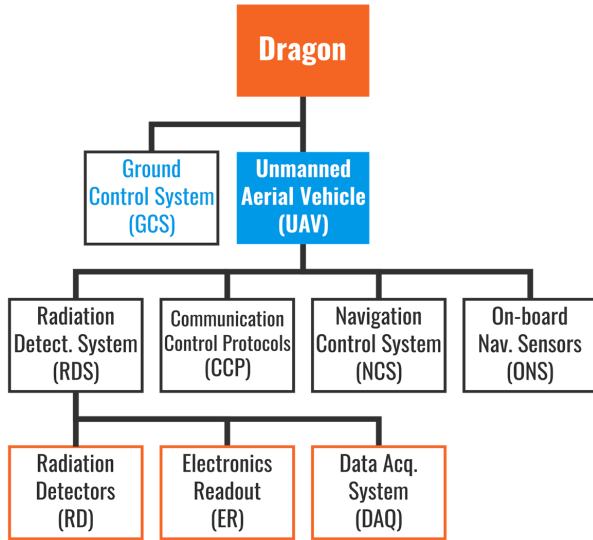 Dragon
Ground
Control System
(GCS)
Unmanned
Aerial Vehicle
(UAV)
Radiation
Detect. System
(RDS)
Communication
Control Protocols
(CCP)
Navigation
Control System
(NCS)
On-board
Nav. Sensors
(ONS)
Radiation
Detectors
(RD)
Electronics
Readout
(ER)
Data Acq.
System
(DAQ)